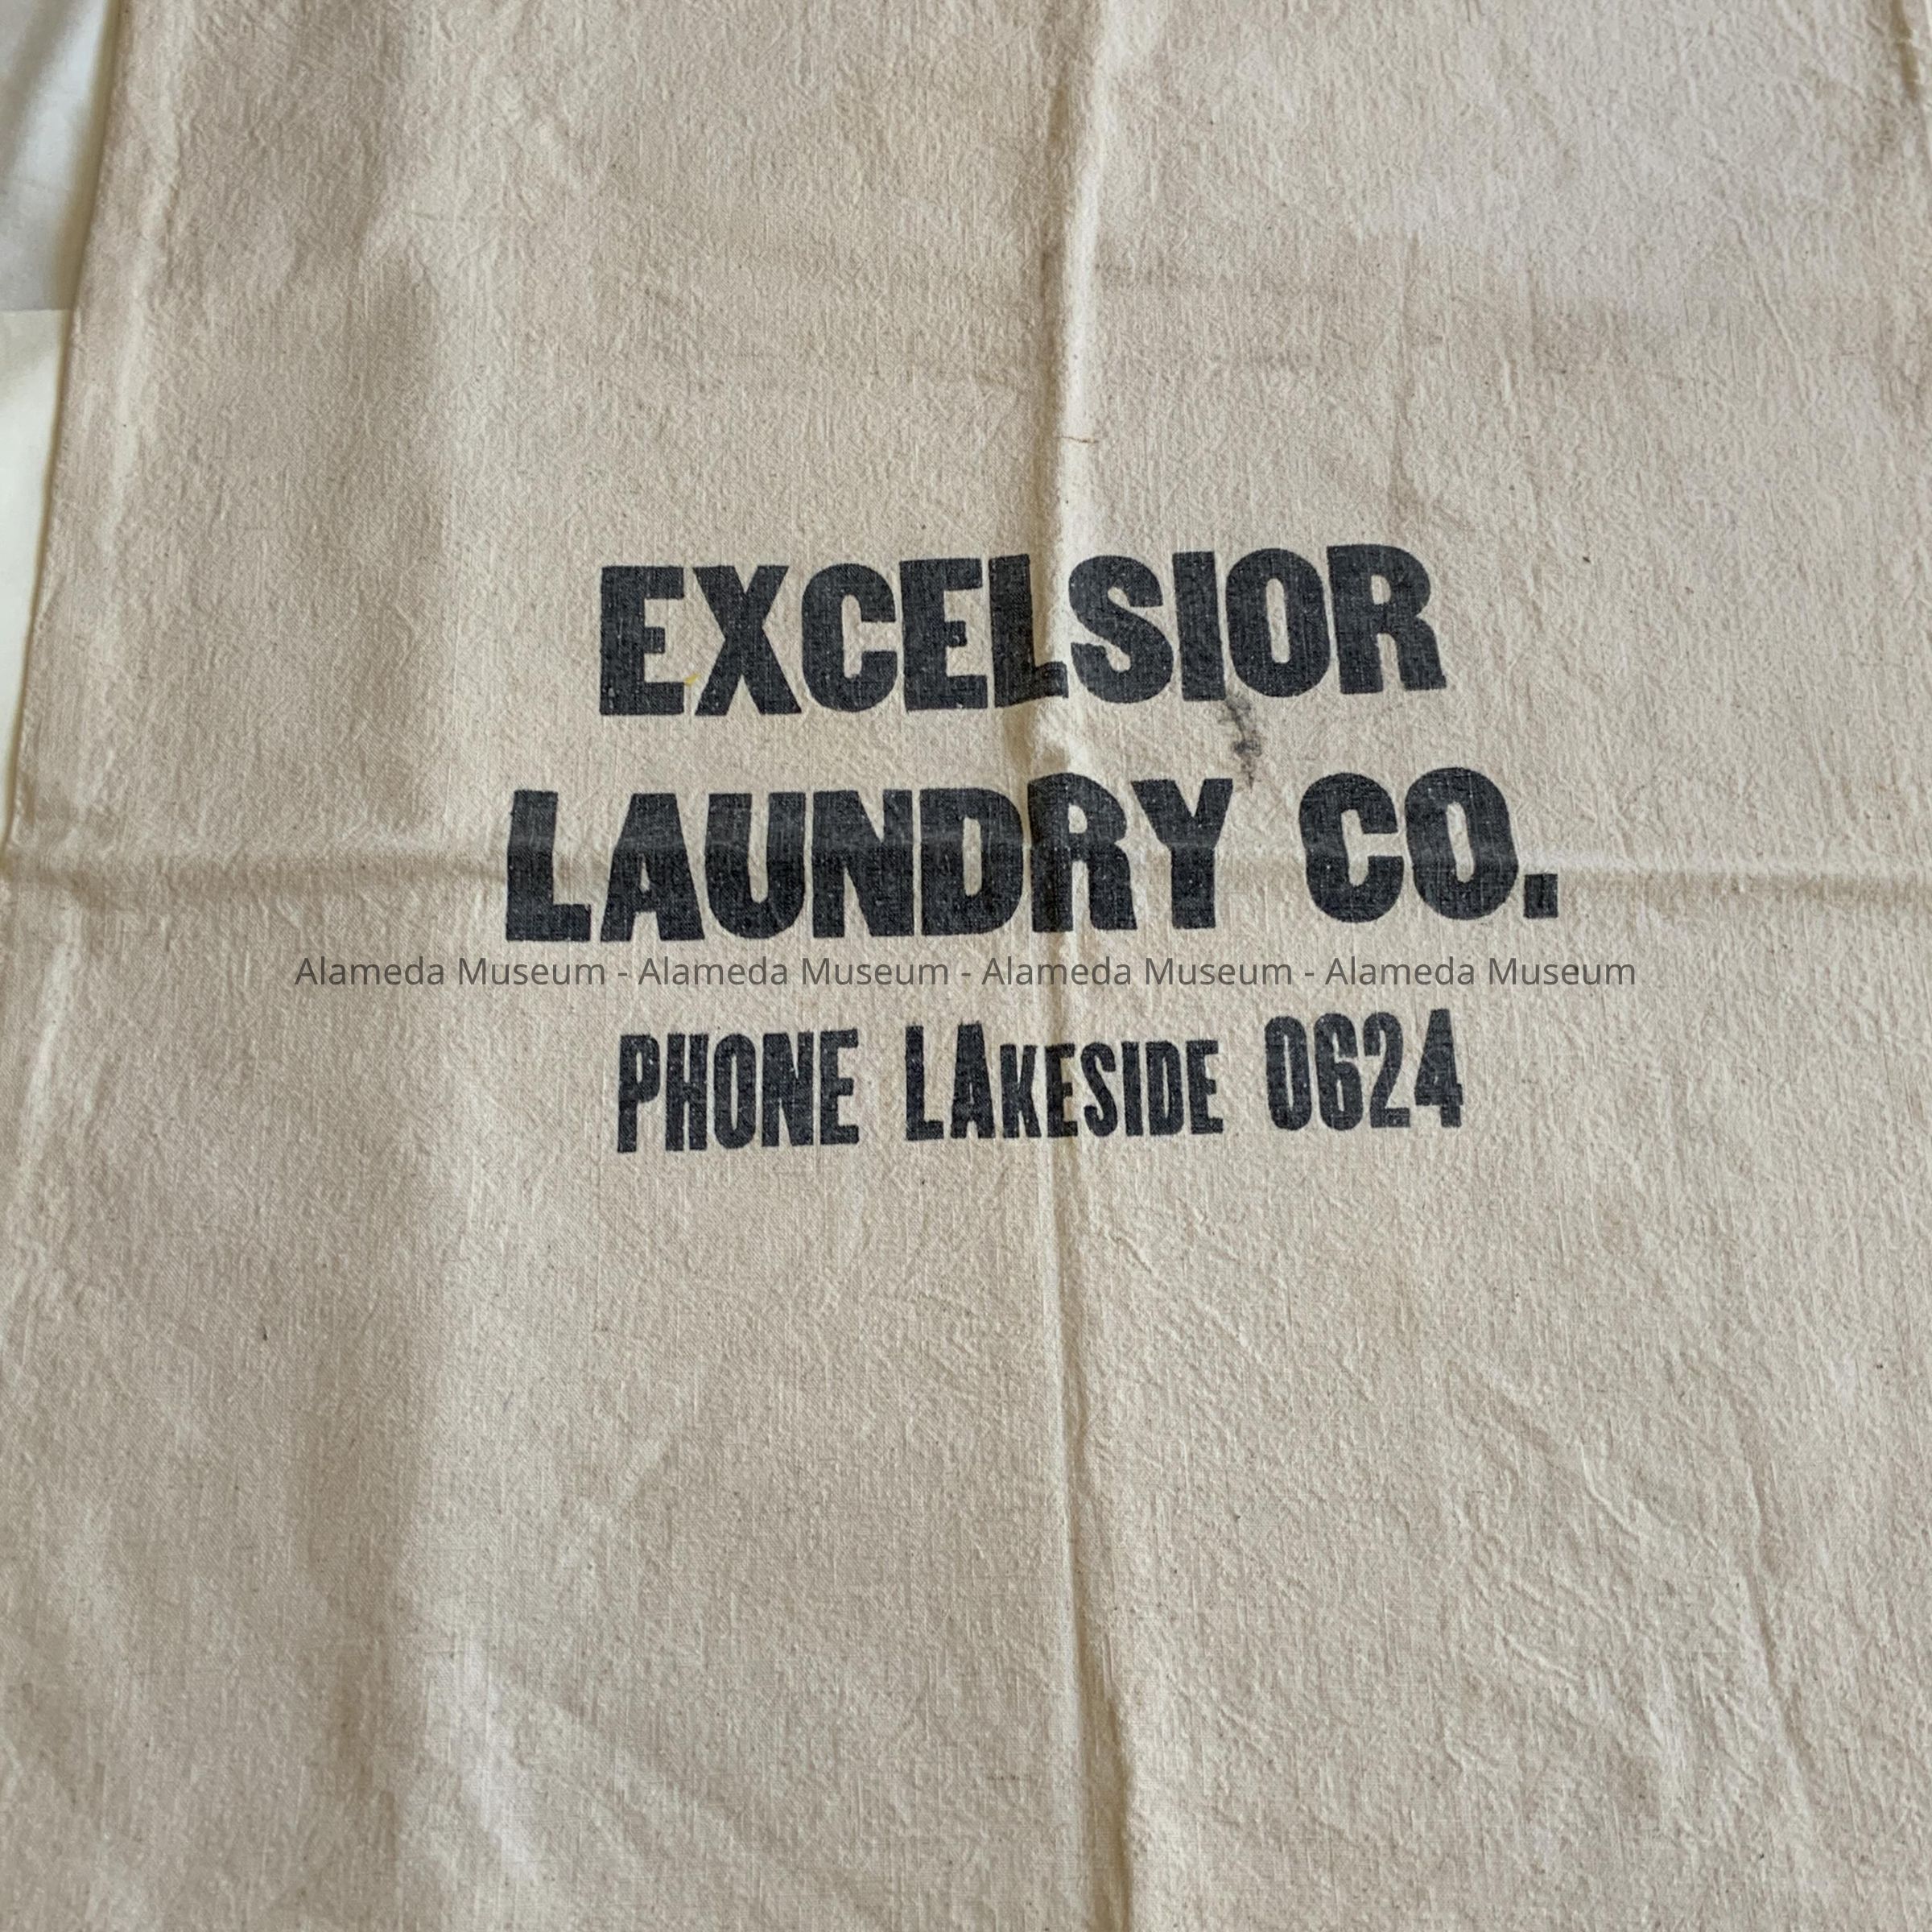 EXCELSIOR
LAUNDRY CO.
Alameda Museum - Alameda Museum - Alameda Museum - Alameda Museum
PHONE LAKESIDE 0624